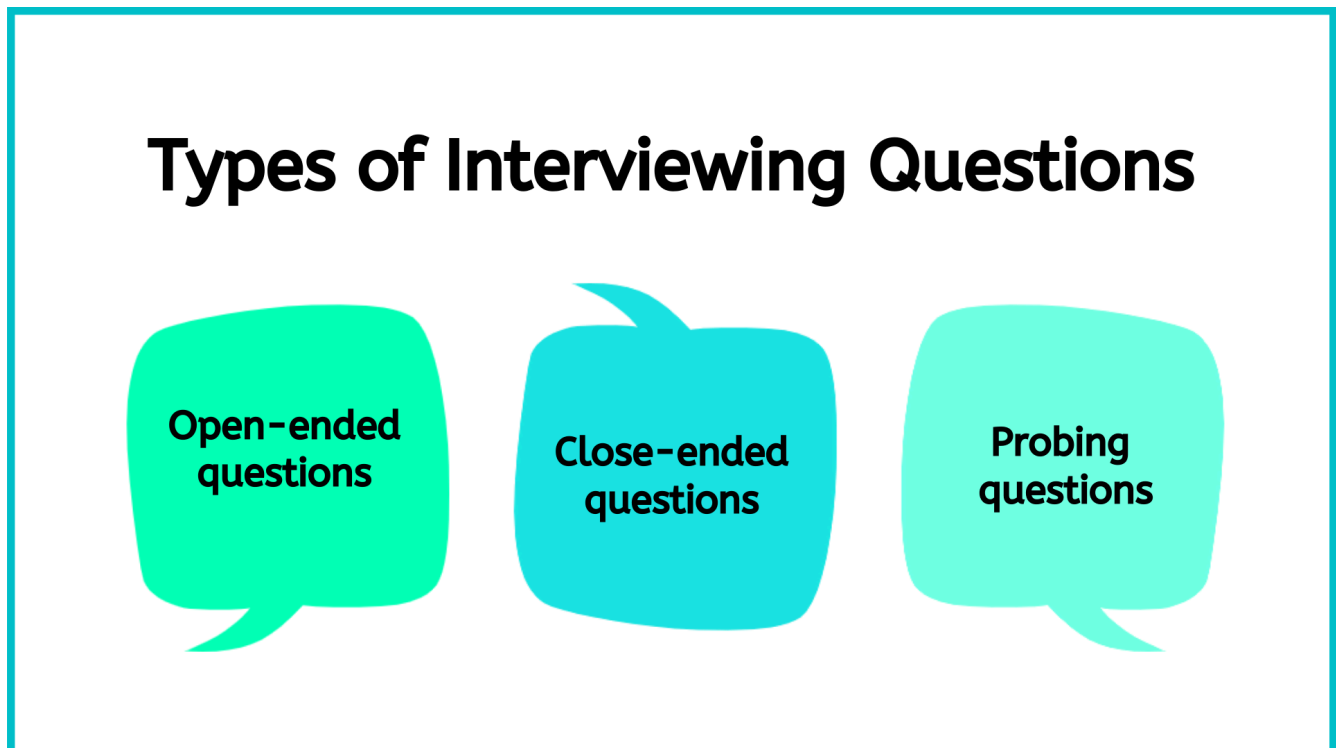 Types of Interviewing Questions
Open-ended
questions
Close-ended
questions
Probing
questions